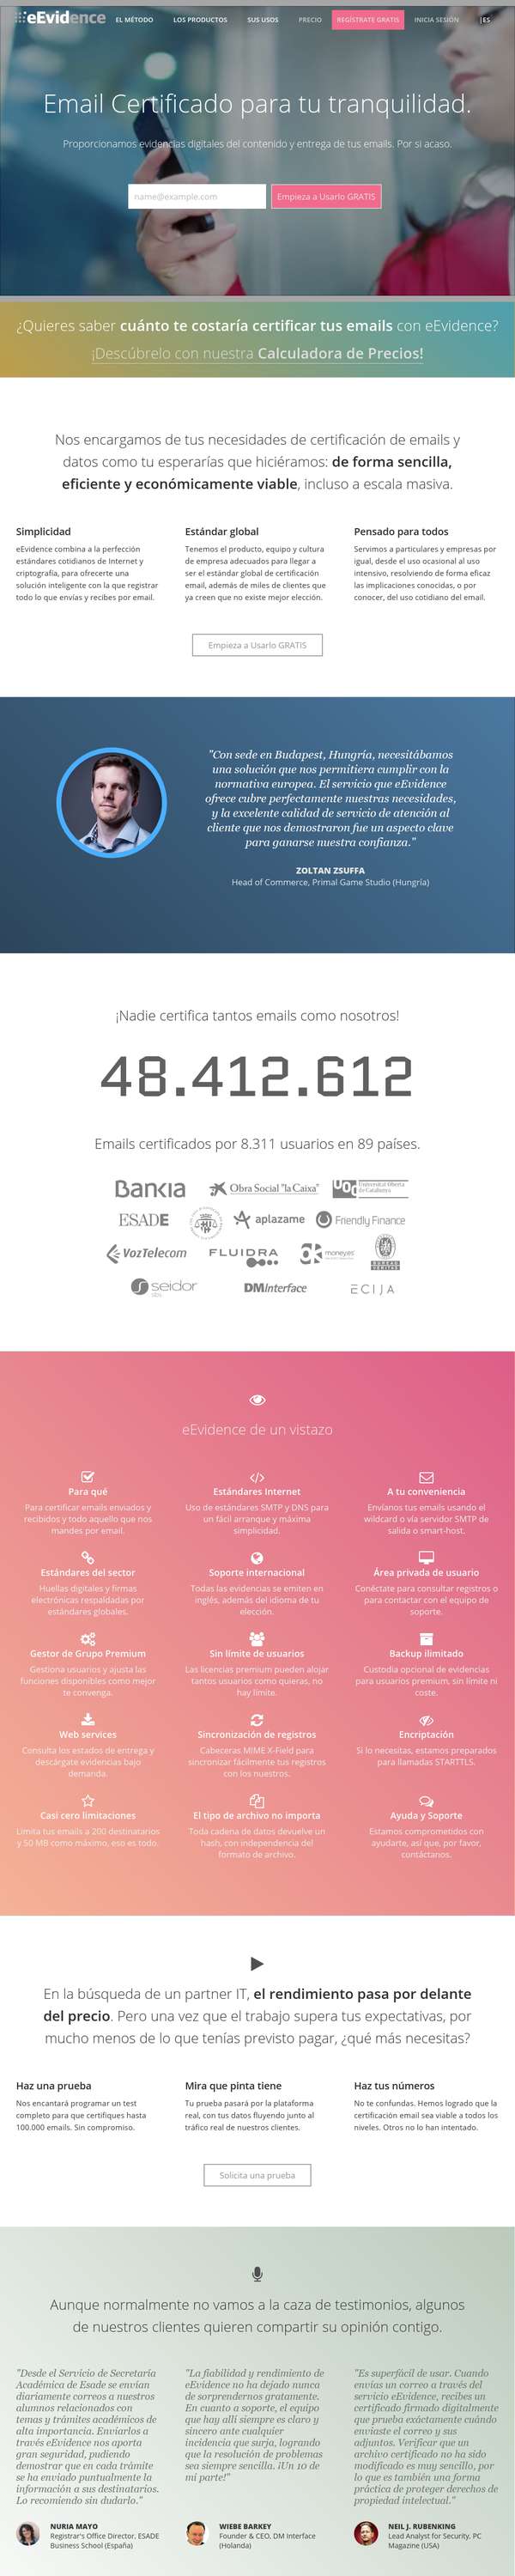 eEvidence
EL MÉTODO
LOS PRODUCTOS
SUS USOS
PRECIO
REGÍSTRATE GRATIS
INICIA SESIÓN
|ES
Email Certificado para tu tranquilidad.
Proporcionamos evidencias digitales del contenido y entrega de tus emails. Por si acaso.
name@example.com
Empieza a Usarlo GRATIS
¿Quieres saber cuánto te costaría certificar tus emails con eEvidence?
¡Descúbrelo con nuestra Calculadora de Precios!
Nos encargamos de tus necesidades de certificación de emails y
datos como tu esperarías que hiciéramos: de forma sencilla,
eficiente y económicamente viable, incluso a escala masiva.
Simplicidad
eEvidence combina a la perfección
estándares cotidianos de Internet y
criptografía, para ofrecerte una
solución inteligente con la que registrar
todo lo que envías y recibes por email.
Estándar global
Tenemos el producto, equipo y cultura
de empresa adecuados para llegar a
ser el estándar global de certificación
email, además de miles de clientes que
ya creen que no existe mejor elección.
Pensado para todos
Servimos a particulares y empresas por
igual, desde el uso ocasional al uso
intensivo, resolviendo de forma eficaz
las implicaciones conocidas, o por
conocer, del uso cotidiano del email.
Empieza a Usarlo GRATIS
"Con sede en Budapest, Hungría, necesitábamos
una solución que nos permitiera cumplir con la
normativa europea. El servicio que eEvidence
ofrece cubre perfectamente nuestras necesidades,
y la excelente calidad de servicio de atención al
cliente que nos demostraron fue un aspecto clave
para ganarse nuestra confianza."
ZOLTAN ZSUFFA
Head of Commerce, Primal Game Studio (Hungría)
¡Nadie certifica tantos emails como nosotros!
48.412.612
Emails certificados por 8.311 usuarios en 89 países.
Bankia
Obra Social "la Caixa"
UOC Universitat Oberta
de Catalunya
ESADE
aplazame
Friendly Finance
VozTelecom
FLUIDRA
moneyes
BUREAU
VERITAS
seidor
sbs
DMInterface
ECIJA
eEvidence de un vistazo
Para qué
Para certificar emails enviados y
recibidos y todo aquello que nos
mandes por email.
Estándares Internet
Uso de estándares SMTP y DNS para
un fácil arranque y máxima
simplicidad.
A tu conveniencia
Envíanos tus emails usando el
wildcard o vía servidor SMTP de
salida o smart-host.
Estándares del sector
Huellas digitales y firmas
electrónicas respaldadas por
estándares globales.
Soporte internacional
Todas las evidencias se emiten en
inglés, además del idioma de tu
elección.
Área privada de usuario
Conéctate para consultar registros o
para contactar con el equipo de
soporte.
Gestor de Grupo Premium
Gestiona usuarios y ajusta las
funciones disponibles como mejor
te convenga.
Sin límite de usuarios
Las licencias premium pueden alojar
tantos usuarios como quieras, no
hay límite.
Backup ilimitado
Custodia opcional de evidencias
para usuarios premium, sin límite ni
coste.
Web services
Consulta los estados de entrega y
descárgate evidencias bajo
demanda.
Sincronización de registros
Cabeceras MIME X-Field para
sincronizar fácilmente tus registros
con los nuestros.
Encriptación
Si lo necesitas, estamos preparados
para llamadas STARTTLS.
Casi cero limitaciones
Limita tus emails a 200 destinatarios
y 50 MB como máximo, eso es todo.
El tipo de archivo no importa
Toda cadena de datos devuelve un
hash, con independencia del
formato de archivo.
Ayuda y Soporte
Estamos comprometidos con
ayudarte, así que, por favor,
contáctanos.
En la búsqueda de un partner IT, el rendimiento pasa por delante
del precio. Pero una vez que el trabajo supera tus expectativas, por
mucho menos de lo que tenías previsto pagar, ¿qué más necesitas?
Haz una prueba
Nos encantará programar un test
completo para que certifiques hasta
100.000 emails. Sin compromiso.
Mira que pinta tiene
Tu prueba pasará por la plataforma
real, con tus datos fluyendo junto al
tráfico real de nuestros clientes.
Haz tus números
No te confundas. Hemos logrado que la
certificación email sea viable a todos los
niveles. Otros no lo han intentado.
Solicita una prueba
Aunque normalmente no vamos a la caza de testimonios, algunos
de nuestros clientes quieren compartir su opinión contigo.
"Desde el Servicio de Secretaría
Académica de Esade se envían
diariamente correos a nuestros
alumnos relacionados con
temas y trámites académicos de
alta importancia. Enviarlos a
través eEvidence nos aporta
gran seguridad, pudiendo
demostrar que en cada trámite
se ha enviado puntualmente la
información a sus destinatarios.
Lo recomiendo sin dudarlo."
NURIA MAYO
Registrar's Office Director, ESADE
Business School (España)
"La fiabilidad y rendimiento de
eEvidence no ha dejado nunca
de sorprendernos gratamente.
En cuanto a soporte, el equipo
que hay allí siempre es claro y
sincero ante cualquier
incidencia que surja, logrando
que la resolución de problemas
sea siempre sencilla. ¡Un 10 de
mi parte!"
WIEBE BARKEY
Founder & CEO, DM Interface
(Holanda)
"Es superfácil de usar. Cuando
envías un correo a través del
servicio eEvidence, recibes un
certificado firmado digitalmente
que prueba exáctamente cuándo
enviaste el correo y sus
adjuntos. Verificar que un
archivo certificado no ha sido
modificado es muy sencillo, por
lo que es también una forma
práctica de proteger derechos de
propiedad intelectual."
NEIL J. RUBENKING
Lead Analyst for Security, PC
Magazine (USA)